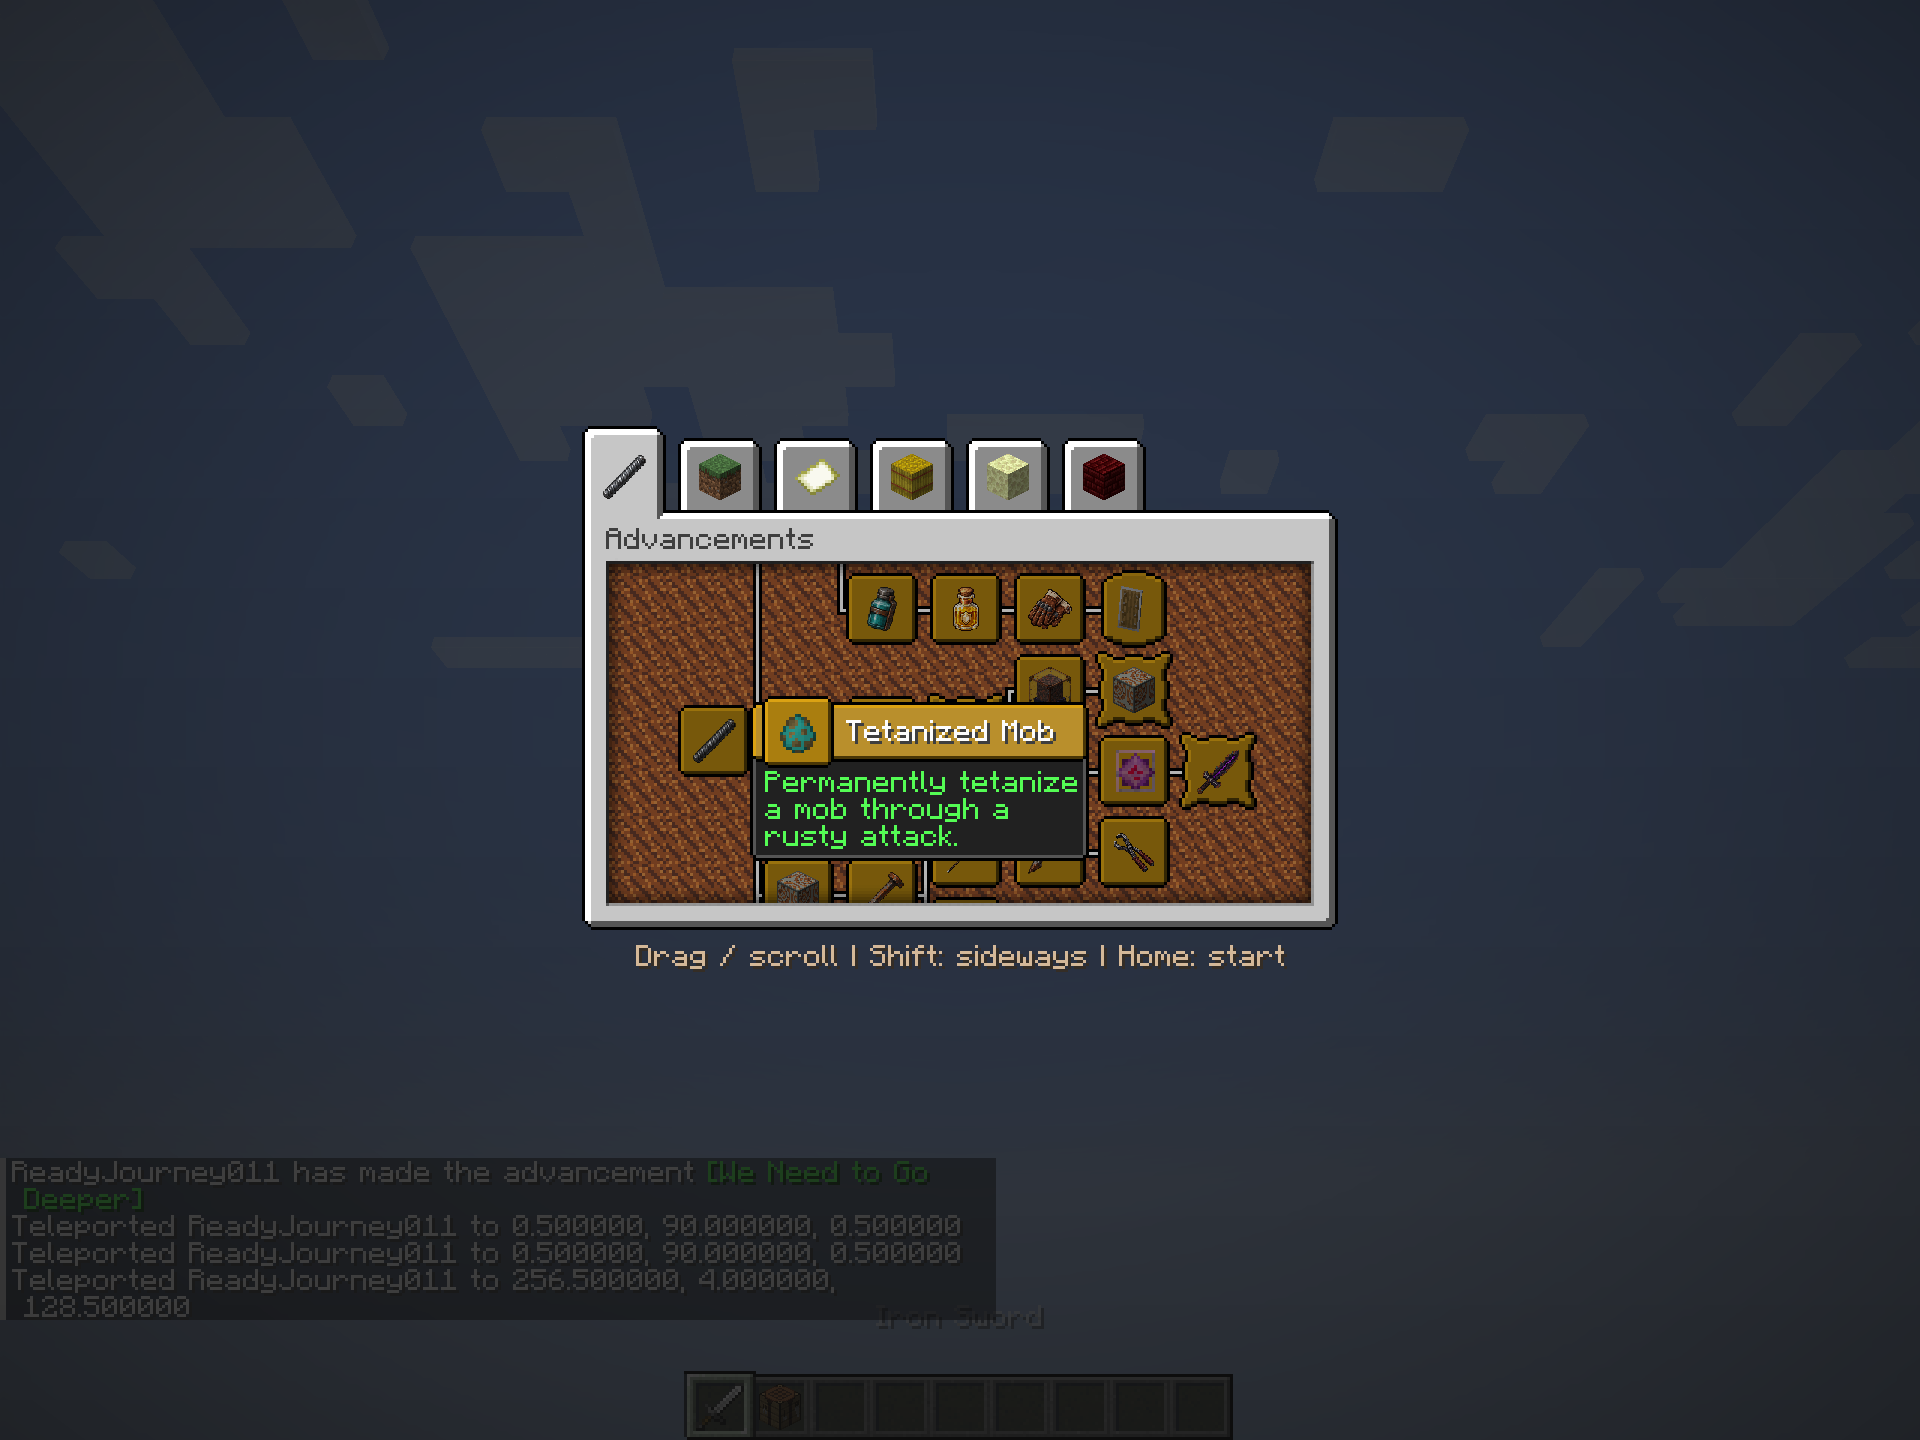 Advancements
Tetanized Mob
Permanently tetanize
a mob through a
rusty attack.
Drag / scroll | Shift: sideways | Home: start
ReadyJourney011 has made the advancement [We Need to Go
Deeper]
Teleported ReadyJourney011 to 0.500000, 90.000000, 0.500000
Teleported ReadyJourney011 to 0.500000, 90.000000, 0.500000
Teleported ReadyJourney011 to 256.500000, 4.000000,
128.500000
Iron Sword